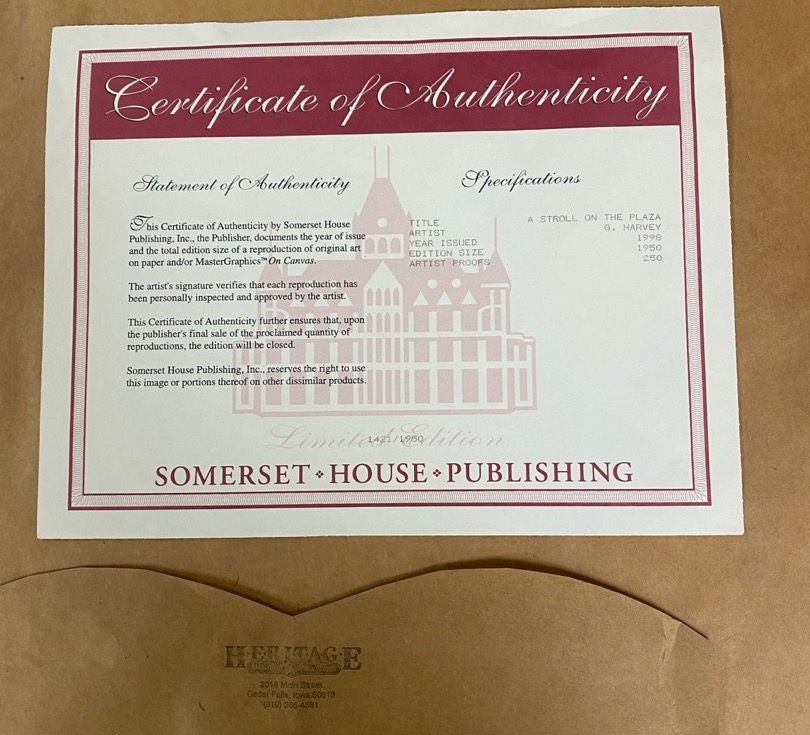 Certificate of Authenticity
Statement of Authenticity
This Certificate of Authenticity by Somerset House
Publishing, Inc., the Publisher, documents the year of issue
and the total edition size of a reproduction of original art
on paper and/or MasterGraphics™ On Canvas.
The artist's signature verifies that each reproduction has
been personally inspected and approved by the artist.
This Certificate of Authenticity further ensures that, upon
the publisher's final sale of the proclaimed quantity of
reproductions, the edition will be closed.
Somerset House Publishing, Inc., reserves the right to use
this image or portions thereof on other dissimilar products.
Specifications
TITLE A STROLL ON THE PLAZA
ARTIST G. HARVEY
YEAR ISSUED 1998
EDITION SIZE 1950
ARTIST PROOFS 250
Limited Edition
1421/1950
SOMERSET HOUSE PUBLISHING
HERITAGE
Main Street
Cedar Falls, Iowa 50613
(319)